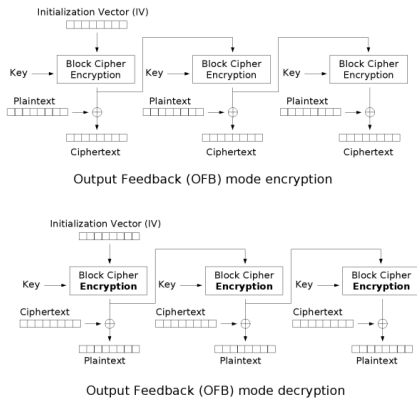 Initialization Vector (IV)
Block Cipher
Encryption
Block Cipher
Encryption
Block Cipher
Encryption
Key
Key
Key
Plaintext
Plaintext
Plaintext
Ciphertext
Ciphertext
Ciphertext
Output Feedback (OFB) mode encryption
Initialization Vector (IV)
Block Cipher
Encryption
Block Cipher
Encryption
Block Cipher
Encryption
Key
Key
Key
Ciphertext
Ciphertext
Ciphertext
Plaintext
Plaintext
Plaintext
Output Feedback (OFB) mode decryption